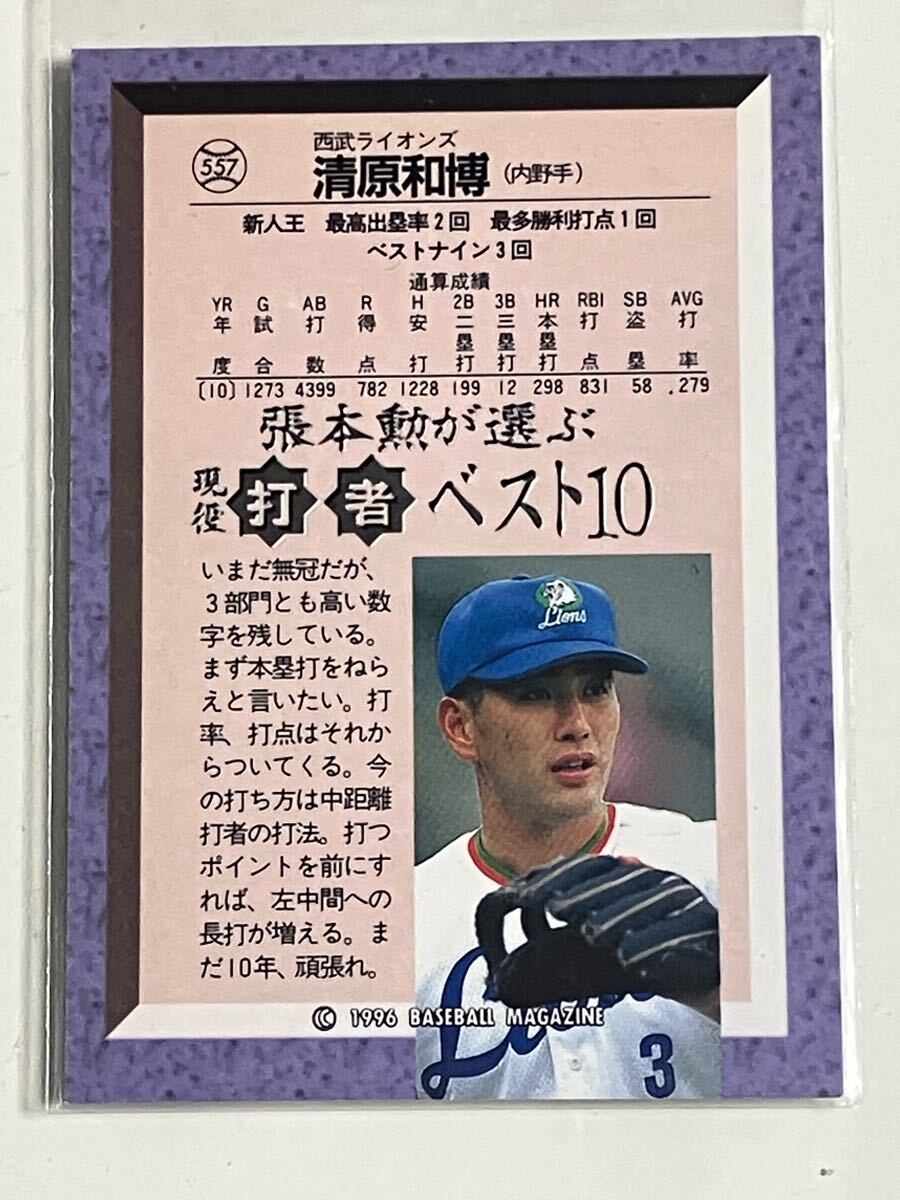 557
西武ライオンズ
清原和博(内野手)
新人王 最高出塁率2回 最多勝利打点1回
ベストナイン3回
通算成績
YR G AB R H 2B 3B HR RBI SB AVG
年度 試合 打数 得点 安打 二塁打 三塁打 本塁打 打点 盗塁 打率
〔10〕 1273 4399 782 1228 199 12 298 831 58 .279
張本勲が選ぶ
現役打者ベスト10
いまだ無冠だが、
3部門とも高い数
字を残している。
まず本塁打をねら
えと言いたい。打
率、打点はそれか
らついてくる。今
の打ち方は中距離
打者の打法。打つ
ポイントを前にす
れば、左中間への
長打が増える。ま
だ10年、頑張れ。
Lions
3
© 1996 BASEBALL MAGAZINE